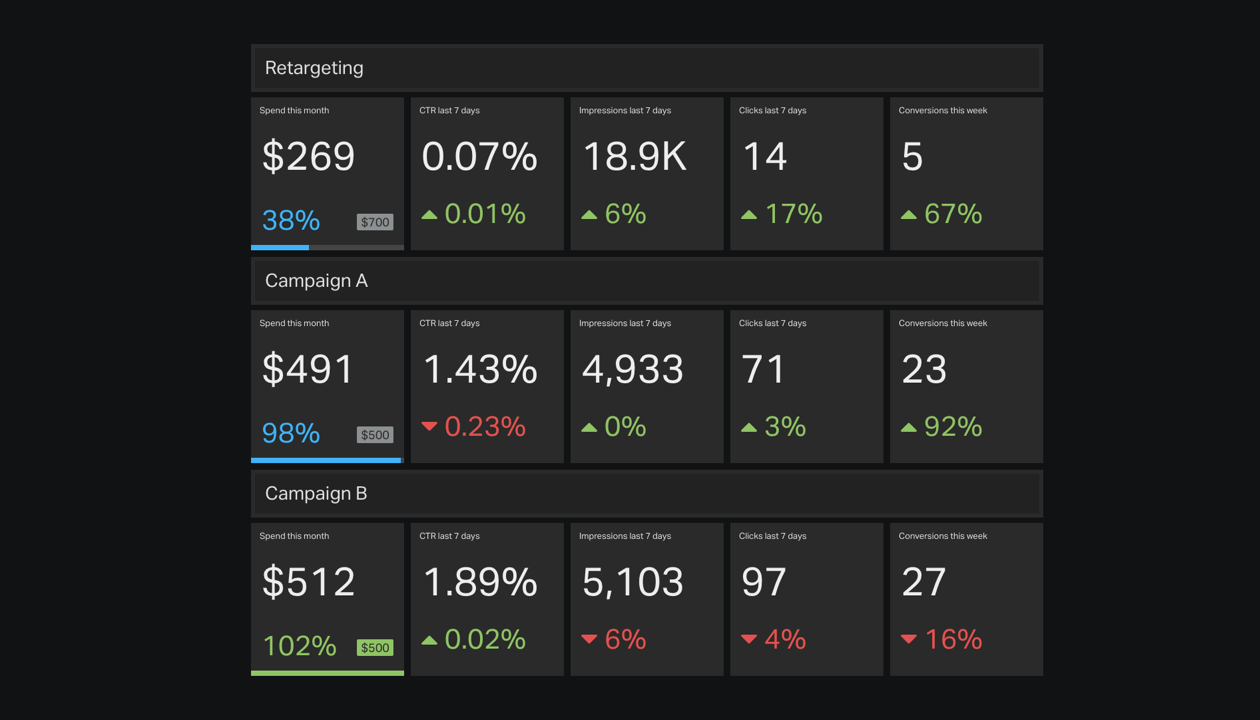 Retargeting
Spend this month
$269
38% $700
CTR last 7 days
0.07%
0.01%
Impressions last 7 days
18.9K
6%
Clicks last 7 days
14
17%
Conversions this week
5
67%
Campaign A
Spend this month
$491
98% $500
CTR last 7 days
1.43%
0.23%
Impressions last 7 days
4,933
0%
Clicks last 7 days
71
3%
Conversions this week
23
92%
Campaign B
Spend this month
$512
102% $500
CTR last 7 days
1.89%
0.02%
Impressions last 7 days
5,103
6%
Clicks last 7 days
97
4%
Conversions this week
27
16%